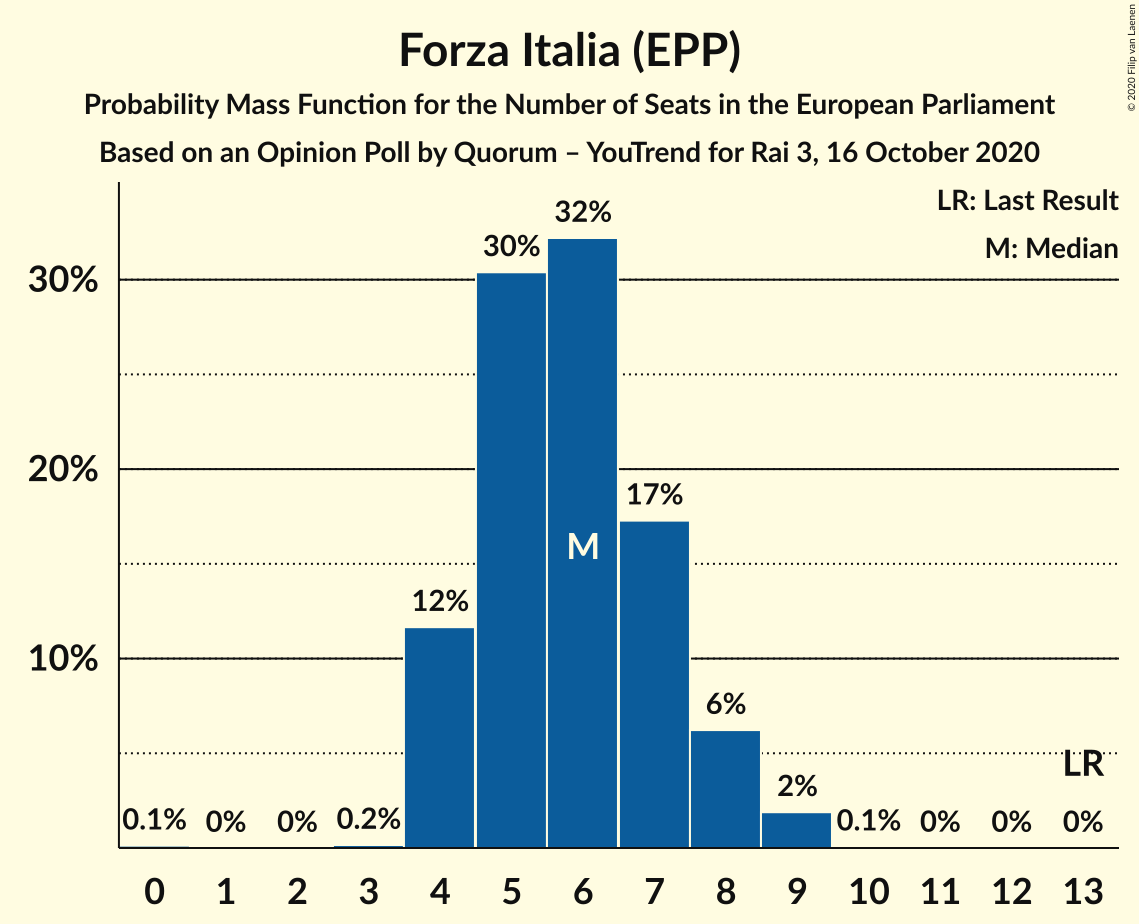 Forza Italia (EPP)
Probability Mass Function for the Number of Seats in the European Parliament
Based on an Opinion Poll by Quorum – YouTrend for Rai 3, 16 October 2020
© 2020 Filip van Laenen
LR: Last Result
M: Median
30%
20%
10%
0.1%
0%
0%
0.2%
12%
30%
32%
M
17%
6%
2%
0.1%
0%
0%
LR
0%
0 1 2 3 4 5 6 7 8 9 10 11 12 13